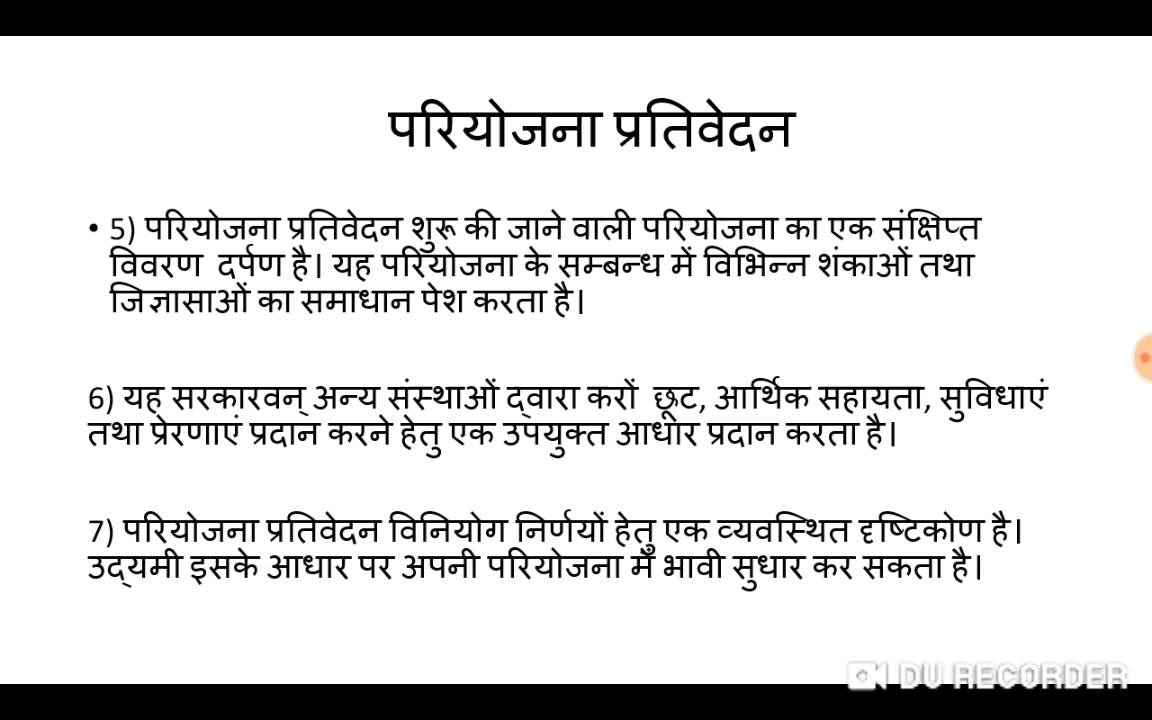 परियोजना प्रतिवेदन
• 5) परियोजना प्रतिवेदन शुरू की जाने वाली परियोजना का एक संक्षिप्त
विवरण दर्पण है। यह परियोजना के सम्बन्ध में विभिन्न शंकाओं तथा
जिज्ञासाओं का समाधान पेश करता है।
6) यह सरकारवन् अन्य संस्थाओं द्वारा करों छूट, आर्थिक सहायता, सुविधाएं
तथा प्रेरणाएं प्रदान करने हेतु एक उपयुक्त आधार प्रदान करता है।
7) परियोजना प्रतिवेदन विनियोग निर्णयों हेतु एक व्यवस्थित दृष्टिकोण है।
उद्यमी इसके आधार पर अपनी परियोजना में भावी सुधार कर सकता है।
DU RECORDER